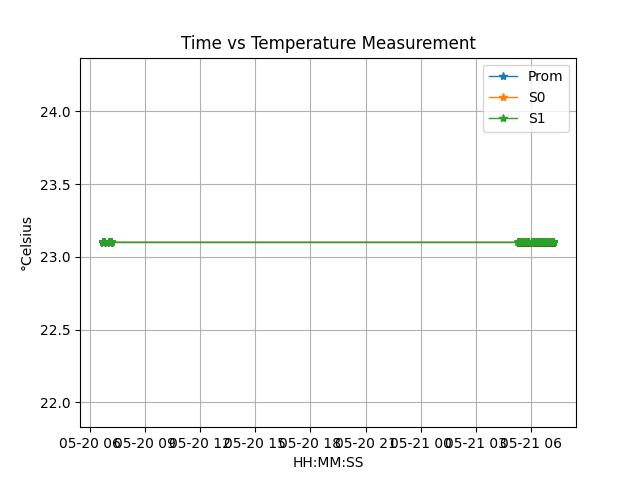 Time vs Temperature Measurement
Prom
S0
S1
24.0
23.5
23.0
22.5
22.0
°Celsius
05-20 06 05-20 09 05-20 12 05-20 15 05-20 18 05-20 21 05-21 00 05-21 03 05-21 06
HH:MM:SS